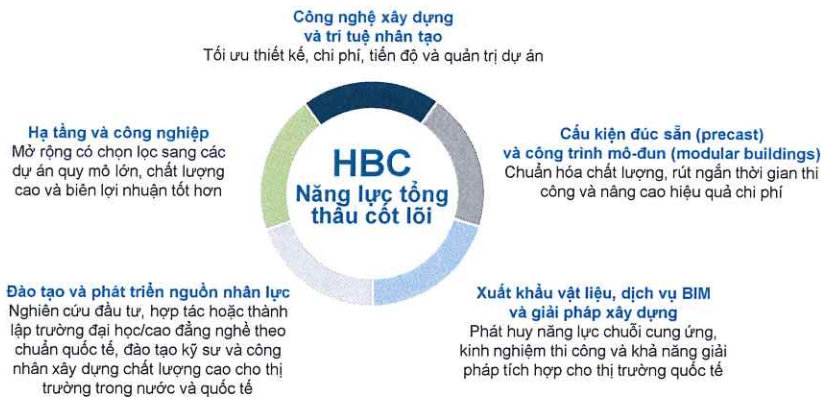 Công nghệ xây dựng
và trí tuệ nhân tạo
Tối ưu thiết kế, chi phí, tiến độ và quản trị dự án
Hạ tầng và công nghiệp
Mở rộng có chọn lọc sang các
dự án quy mô lớn, chất lượng
cao và biên lợi nhuận tốt hơn
HBC
Năng lực tổng
thầu cốt lõi
Cấu kiện đúc sẵn (precast)
và công trình mô-đun (modular buildings)
Chuẩn hóa chất lượng, rút ngắn thời gian thi
công và nâng cao hiệu quả chi phí
Đào tạo và phát triển nguồn nhân lực
Nghiên cứu đầu tư, hợp tác hoặc thành
lập trường đại học/cao đẳng nghề theo
chuẩn quốc tế, đào tạo kỹ sư và công
nhân xây dựng chất lượng cao cho thị
trường trong nước và quốc tế
Xuất khẩu vật liệu, dịch vụ BIM
và giải pháp xây dựng
Phát huy năng lực chuỗi cung ứng,
kinh nghiệm thi công và khả năng giải
pháp tích hợp cho thị trường quốc tế